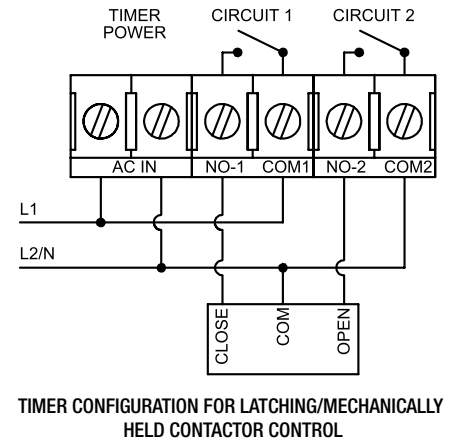 TIMER POWER
CIRCUIT 1
CIRCUIT 2
AC IN
NO-1
COM1
NO-2
COM2
L1
L2/N
CLOSE
COM
OPEN
TIMER CONFIGURATION FOR LATCHING/MECHANICALLY
HELD CONTACTOR CONTROL